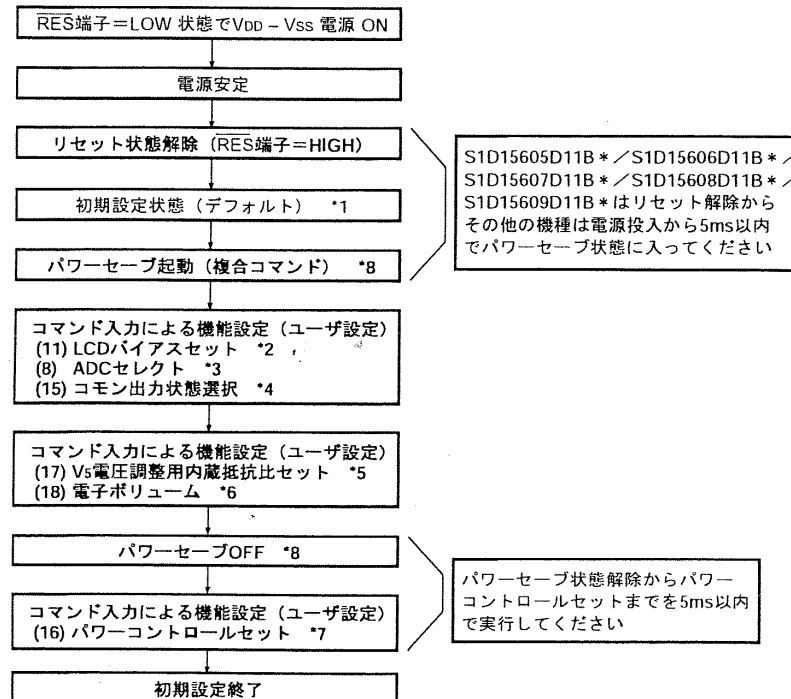 RES端子＝LOW 状態でVDD – VSS 電源 ON
電源安定
リセット状態解除（RES端子＝HIGH）
初期設定状態（デフォルト） *1
パワーセーブ起動（複合コマンド） *8
S1D15605D11B＊／S1D15606D11B＊／
S1D15607D11B＊／S1D15608D11B＊／
S1D15609D11B＊はリセット解除から
その他の機種は電源投入から5ms以内
でパワーセーブ状態に入ってください
コマンド入力による機能設定（ユーザ設定）
(11) LCDバイアスセット *2
(8) ADCセレクト *3
(15) コモン出力状態選択 *4
コマンド入力による機能設定（ユーザ設定）
(17) V5電圧調整用内蔵抵抗比セット *5
(18) 電子ボリューム *6
パワーセーブOFF *8
コマンド入力による機能設定（ユーザ設定）
(16) パワーコントロールセット *7
パワーセーブ状態解除からパワー
コントロールセットまでを5ms以内
で実行してください
初期設定終了